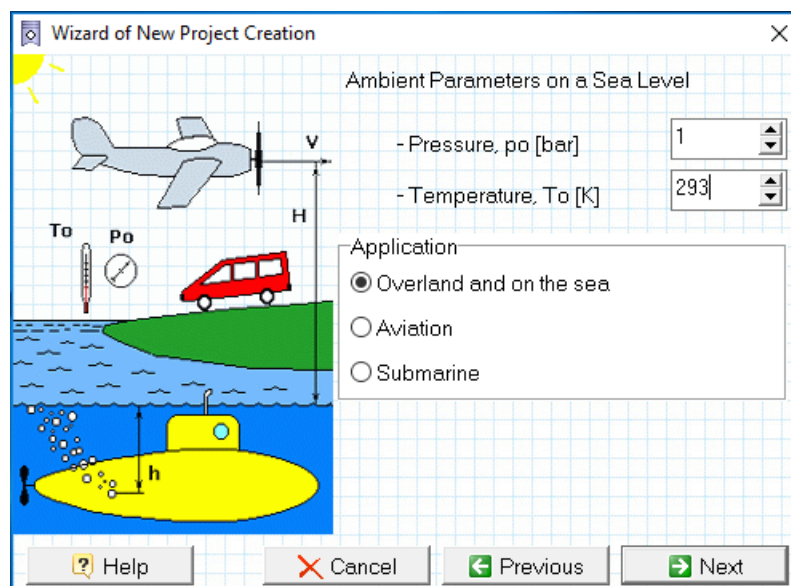 Wizard of New Project Creation
Ambient Parameters on a Sea Level
- Pressure, po [bar]
1
- Temperature, To [K]
293
V
H
To
Po
Application
Overland and on the sea
Aviation
Submarine
h
Help
Cancel
Previous
Next